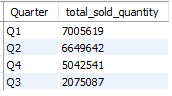 Quarter total_sold_quantity
Q1 7005619
Q2 6649642
Q4 5042541
Q3 2075087